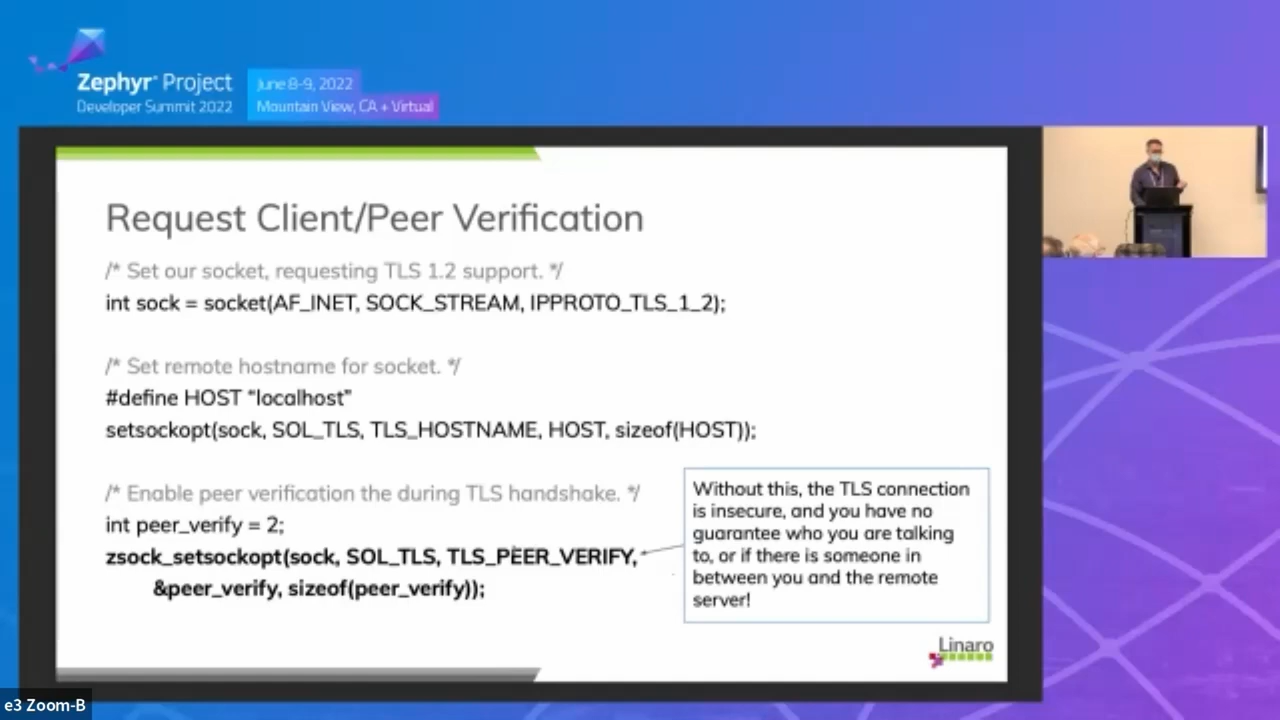 Zephyr® Project
Developer Summit 2022
June 8-9, 2022
Mountain View, CA + Virtual
Request Client/Peer Verification
/* Set our socket, requesting TLS 1.2 support. */
int sock = socket(AF_INET, SOCK_STREAM, IPPROTO_TLS_1_2);
/* Set remote hostname for socket. */
#define HOST “localhost”
setsockopt(sock, SOL_TLS, TLS_HOSTNAME, HOST, sizeof(HOST));
/* Enable peer verification the during TLS handshake. */
int peer_verify = 2;
zsock_setsockopt(sock, SOL_TLS, TLS_PEER_VERIFY,
&peer_verify, sizeof(peer_verify));
Without this, the TLS connection
is insecure, and you have no
guarantee who you are talking
to, or if there is someone in
between you and the remote
server!
Linaro
e3 Zoom-B